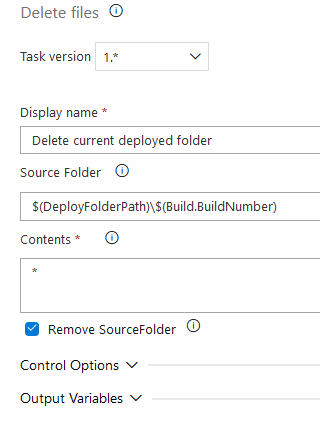 Delete files
Task version 1.*
Display name *
Delete current deployed folder
Source Folder
$(DeployFolderPath)\$(Build.BuildNumber)
Contents *
*
Remove SourceFolder
Control Options
Output Variables